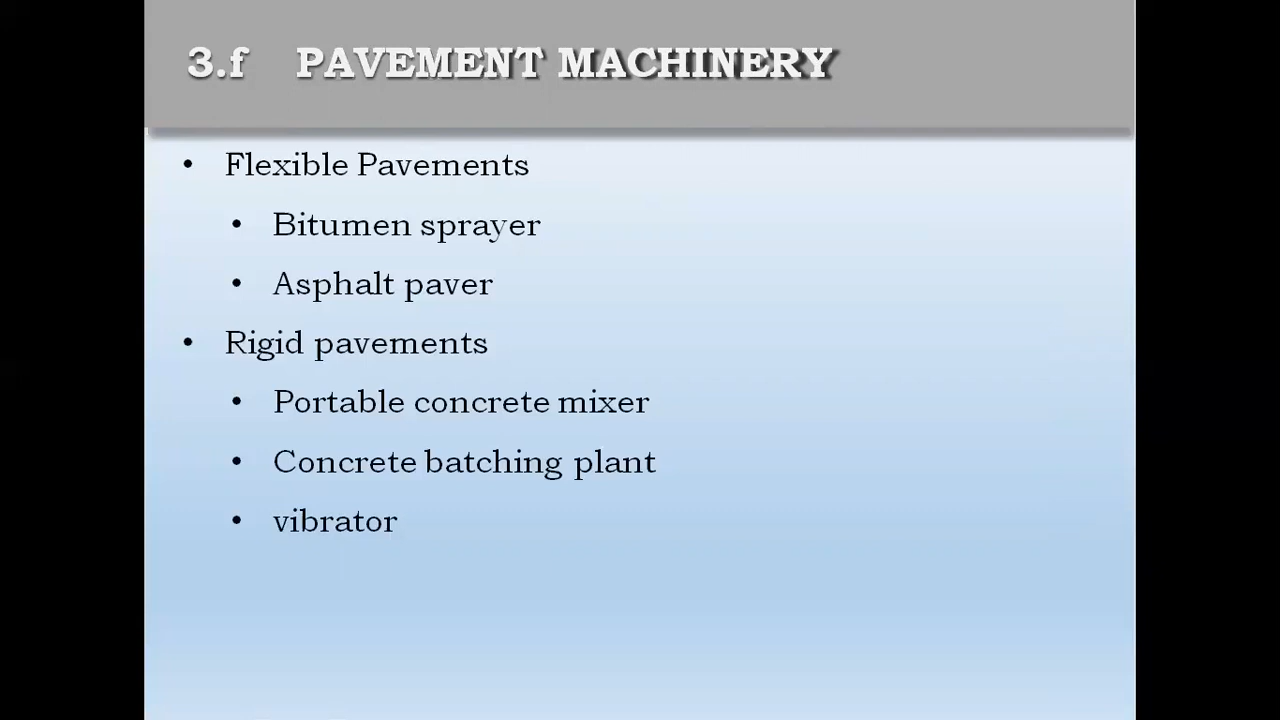 3.f PAVEMENT MACHINERY
• Flexible Pavements
• Bitumen sprayer
• Asphalt paver
• Rigid pavements
• Portable concrete mixer
• Concrete batching plant
• vibrator